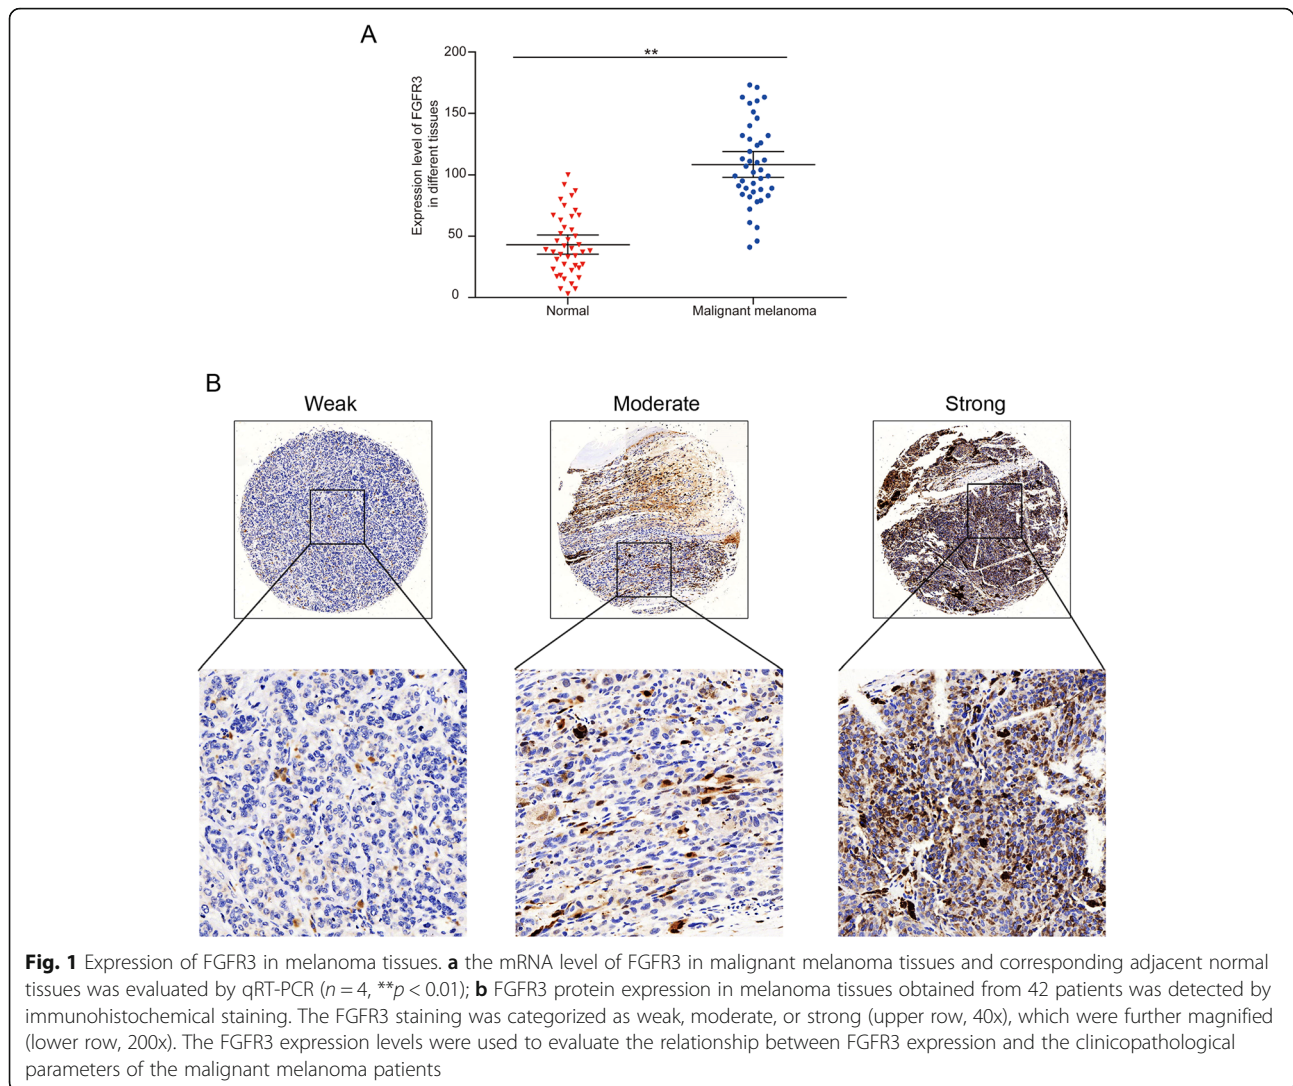 A
**
Expression level of FGFR3
in different tissues
200
150
100
50
0
Normal
Malignant melanoma
B
Weak
Moderate
Strong
Fig. 1 Expression of FGFR3 in melanoma tissues. a the mRNA level of FGFR3 in malignant melanoma tissues and corresponding adjacent normal
tissues was evaluated by qRT-PCR (n = 4, **p < 0.01); b FGFR3 protein expression in melanoma tissues obtained from 42 patients was detected by
immunohistochemical staining. The FGFR3 staining was categorized as weak, moderate, or strong (upper row, 40x), which were further magnified
(lower row, 200x). The FGFR3 expression levels were used to evaluate the relationship between FGFR3 expression and the clinicopathological
parameters of the malignant melanoma patients